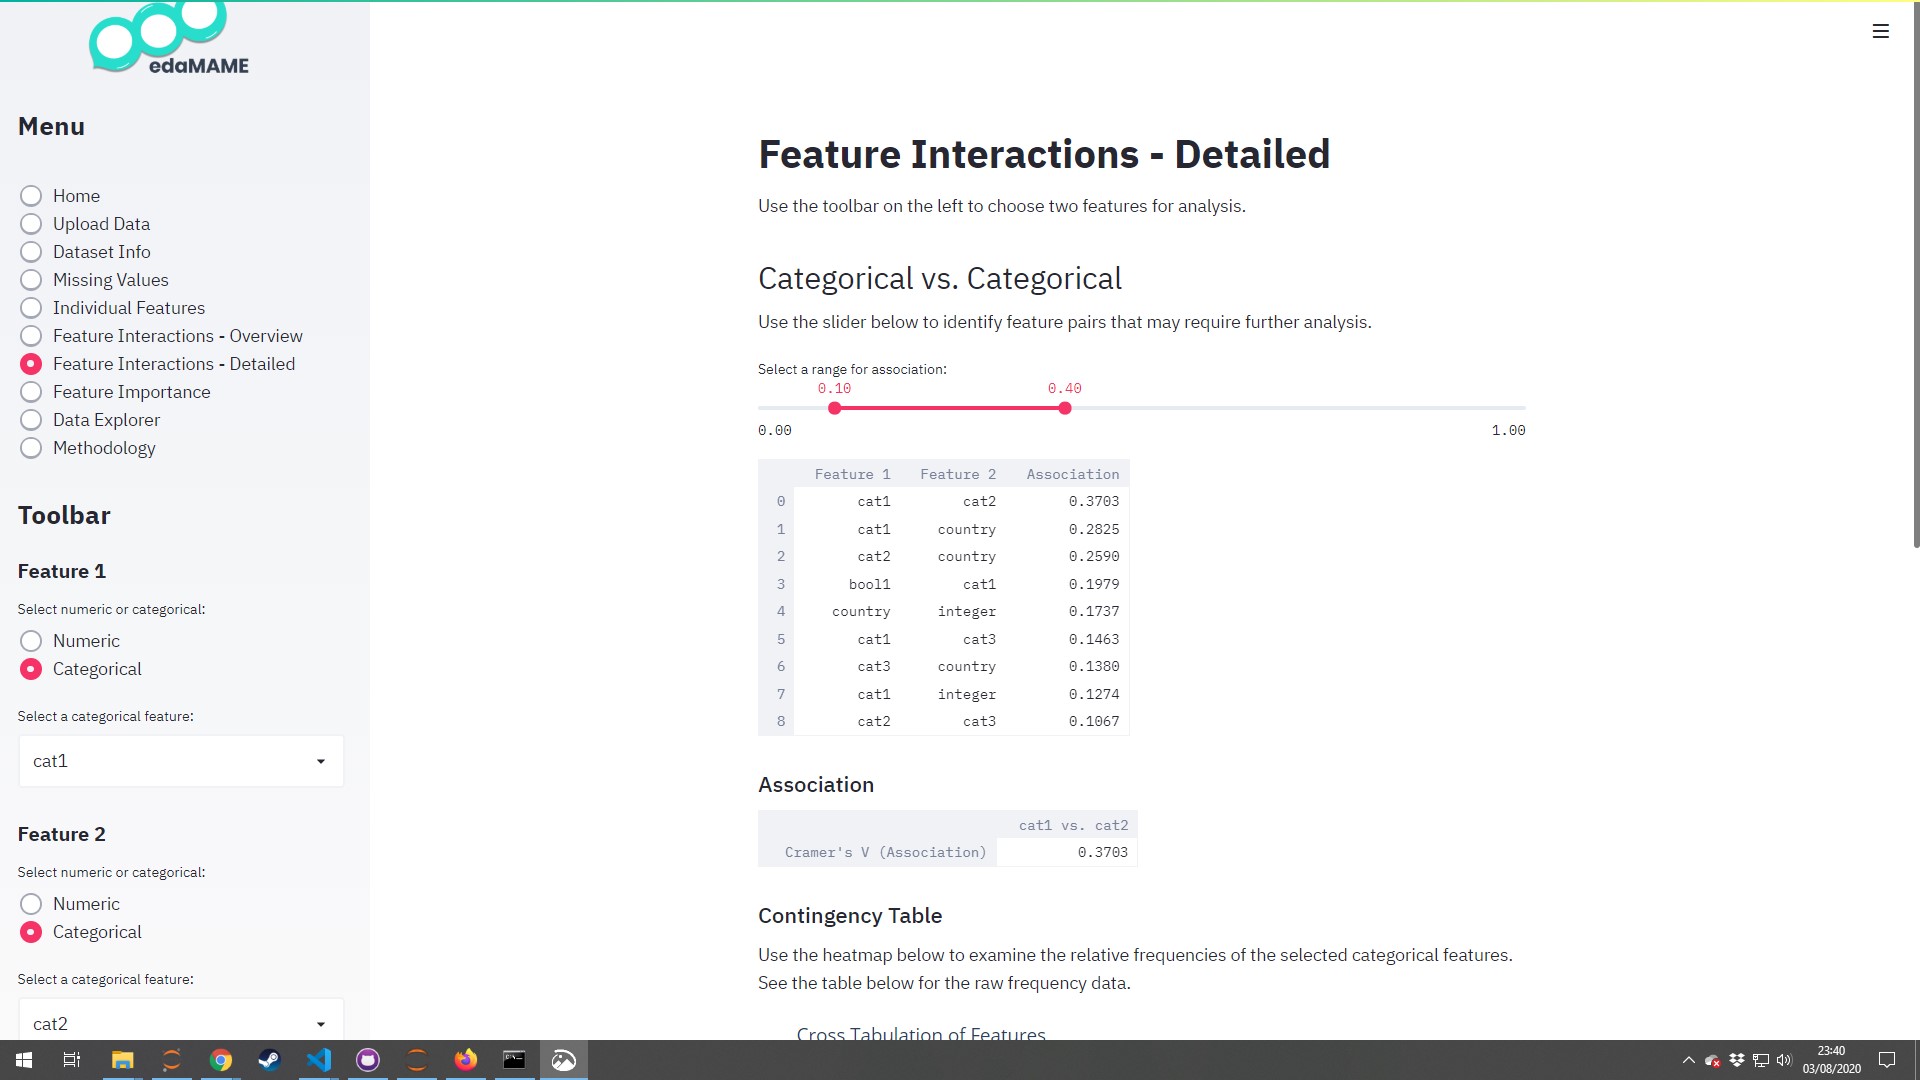 edaMAME
Menu
Home
Upload Data
Dataset Info
Missing Values
Individual Features
Feature Interactions - Overview
Feature Interactions - Detailed
Feature Importance
Data Explorer
Methodology
Toolbar
Feature 1
Select numeric or categorical:
Numeric
Categorical
Select a categorical feature:
cat1
Feature 2
Select numeric or categorical:
Numeric
Categorical
Select a categorical feature:
cat2
Feature Interactions - Detailed
Use the toolbar on the left to choose two features for analysis.
Categorical vs. Categorical
Use the slider below to identify feature pairs that may require further analysis.
Select a range for association:
0.10 0.40
0.00 1.00
Feature 1 Feature 2 Association
0 cat1 cat2 0.3703
1 cat1 country 0.2825
2 cat2 country 0.2590
3 bool1 cat1 0.1979
4 country integer 0.1737
5 cat1 cat3 0.1463
6 cat3 country 0.1380
7 cat1 integer 0.1274
8 cat2 cat3 0.1067
Association
cat1 vs. cat2
Cramer's V (Association) 0.3703
Contingency Table
Use the heatmap below to examine the relative frequencies of the selected categorical features.
See the table below for the raw frequency data.
Cross Tabulation of Features
23:40
03/08/2020